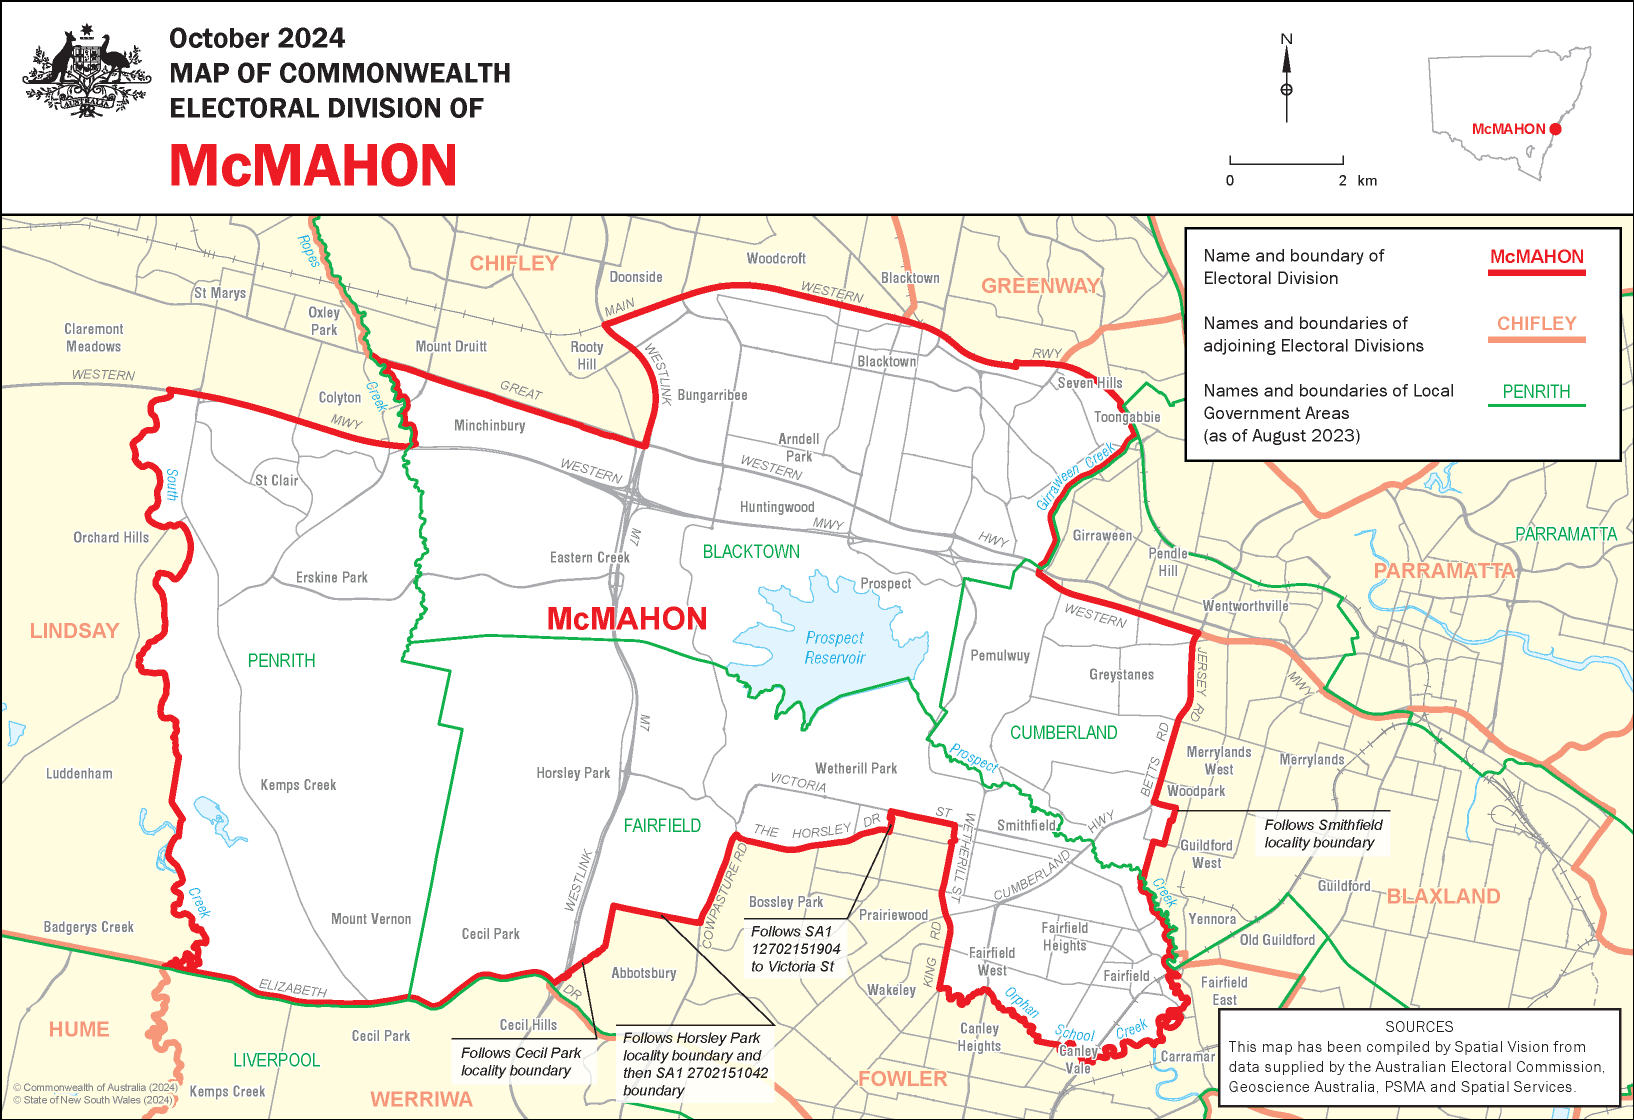 October 2024
MAP OF COMMONWEALTH
ELECTORAL DIVISION OF
McMAHON
AUSTRALIA
N
0 2 km
McMAHON
Name and boundary of
Electoral Division
McMAHON
Names and boundaries of
adjoining Electoral Divisions
CHIFLEY
Names and boundaries of Local
Government Areas
(as of August 2023)
PENRITH
Ropes
CHIFLEY
Doonside
Woodcroft
Blacktown
GREENWAY
St Marys
Oxley
Park
MAIN
WESTERN
Claremont
Meadows
Mount Druitt
Rooty
Hill
WESTLINK
Blacktown
RWY
WESTERN
Colyton
Creek
GREAT
Bungarribee
Seven Hills
Toongabbie
MWY
Minchinbury
Arndell
Park
Girraween Creek
South
St Clair
WESTERN
WESTERN
Huntingwood
MWY
HWY
Orchard Hills
M7
Eastern Creek
BLACKTOWN
Girraween
Pendle
Hill
PARRAMATTA
PARRAMATTA
Erskine Park
Prospect
Wentworthville
LINDSAY
McMAHON
Prospect
Reservoir
WESTERN
PENRITH
Pemulwuy
Greystanes
JERSEY RD
MWY
M7
CUMBERLAND
BETTS RD
Prospect
Merrylands
West
Merrylands
Luddenham
Kemps Creek
Horsley Park
Wetherill Park
VICTORIA
ST
Woodpark
FAIRFIELD
THE HORSLEY DR
Smithfield
HWY
Follows Smithfield
locality boundary
WETHERILL ST
Guildford
West
WESTLINK
COWPASTURE RD
CUMBERLAND
Creek
Guildford
BLAXLAND
Creek
Bossley Park
Prairiewood
Yennora
Mount Vernon
Badgerys Creek
Cecil Park
Follows SA1
12702151904
to Victoria St
KING RD
Fairfield
Heights
Old Guildford
Fairfield
West
Abbotsbury
Fairfield
Fairfield
East
ELIZABETH
DR
Wakeley
Orphan
School
Creek
HUME
Cecil Park
Cecil Hills
Canley
Heights
Canley
Vale
Carramar
LIVERPOOL
Follows Cecil Park
locality boundary
Follows Horsley Park
locality boundary and
then SA1 2702151042
boundary
FOWLER
Kemps Creek
WERRIWA
SOURCES
This map has been compiled by Spatial Vision from
data supplied by the Australian Electoral Commission,
Geoscience Australia, PSMA and Spatial Services.
© Commonwealth of Australia (2024)
© State of New South Wales (2024)